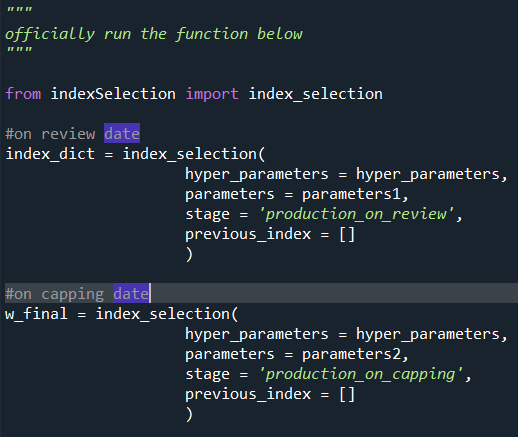 """
officially run the function below
"""
from indexSelection import index_selection
#on review date
index_dict = index_selection(
hyper_parameters = hyper_parameters,
parameters = parameters1,
stage = 'production_on_review',
previous_index = []
)
#on capping date
w_final = index_selection(
hyper_parameters = hyper_parameters,
parameters = parameters2,
stage = 'production_on_capping',
previous_index = []
)